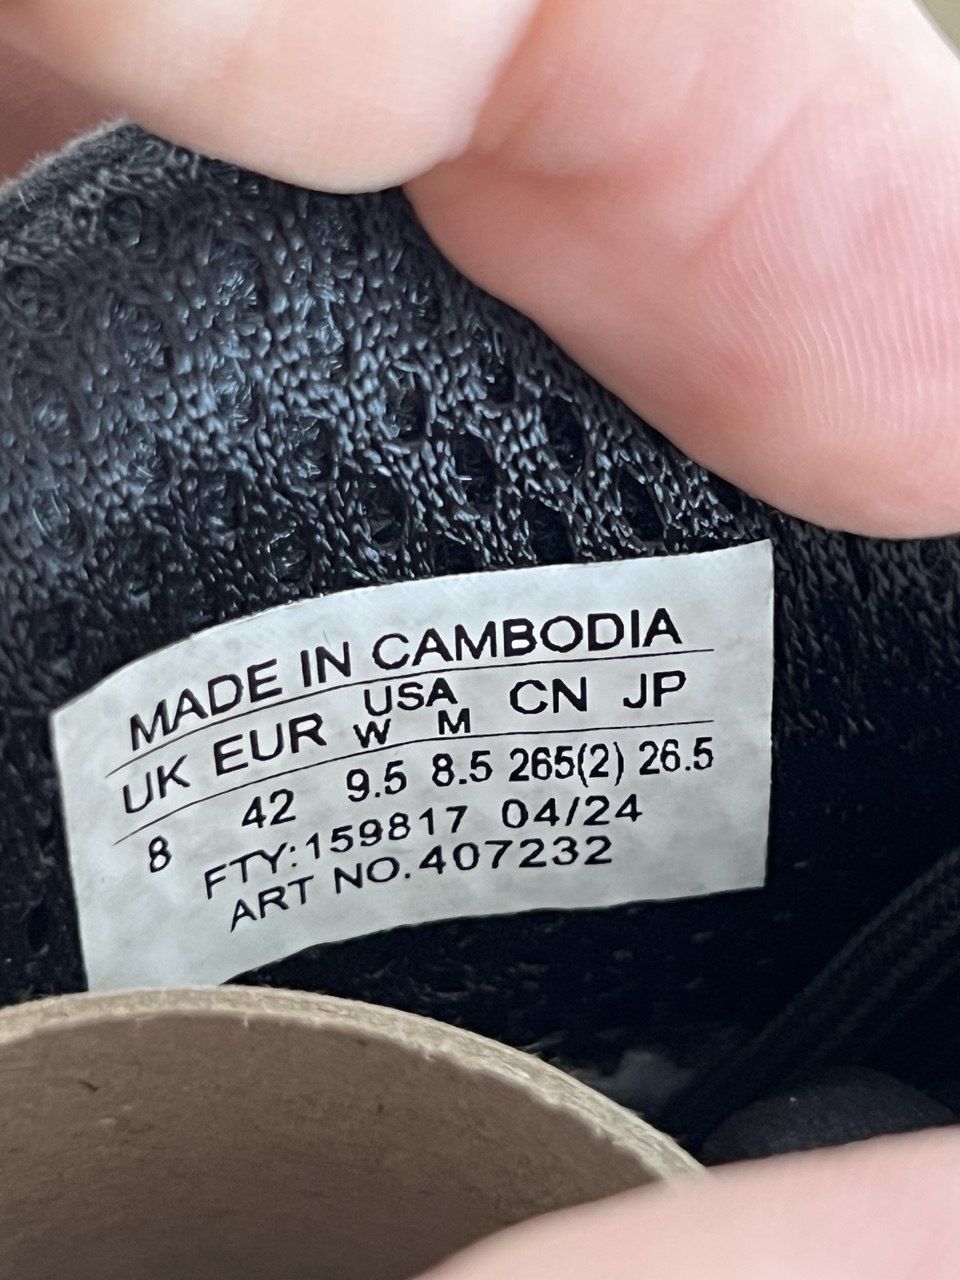 MADE IN CAMBODIA
UK EUR USA CN JP
W M
8 42 9.5 8.5 265(2) 26.5
FTY:159817 04/24
ART NO.407232